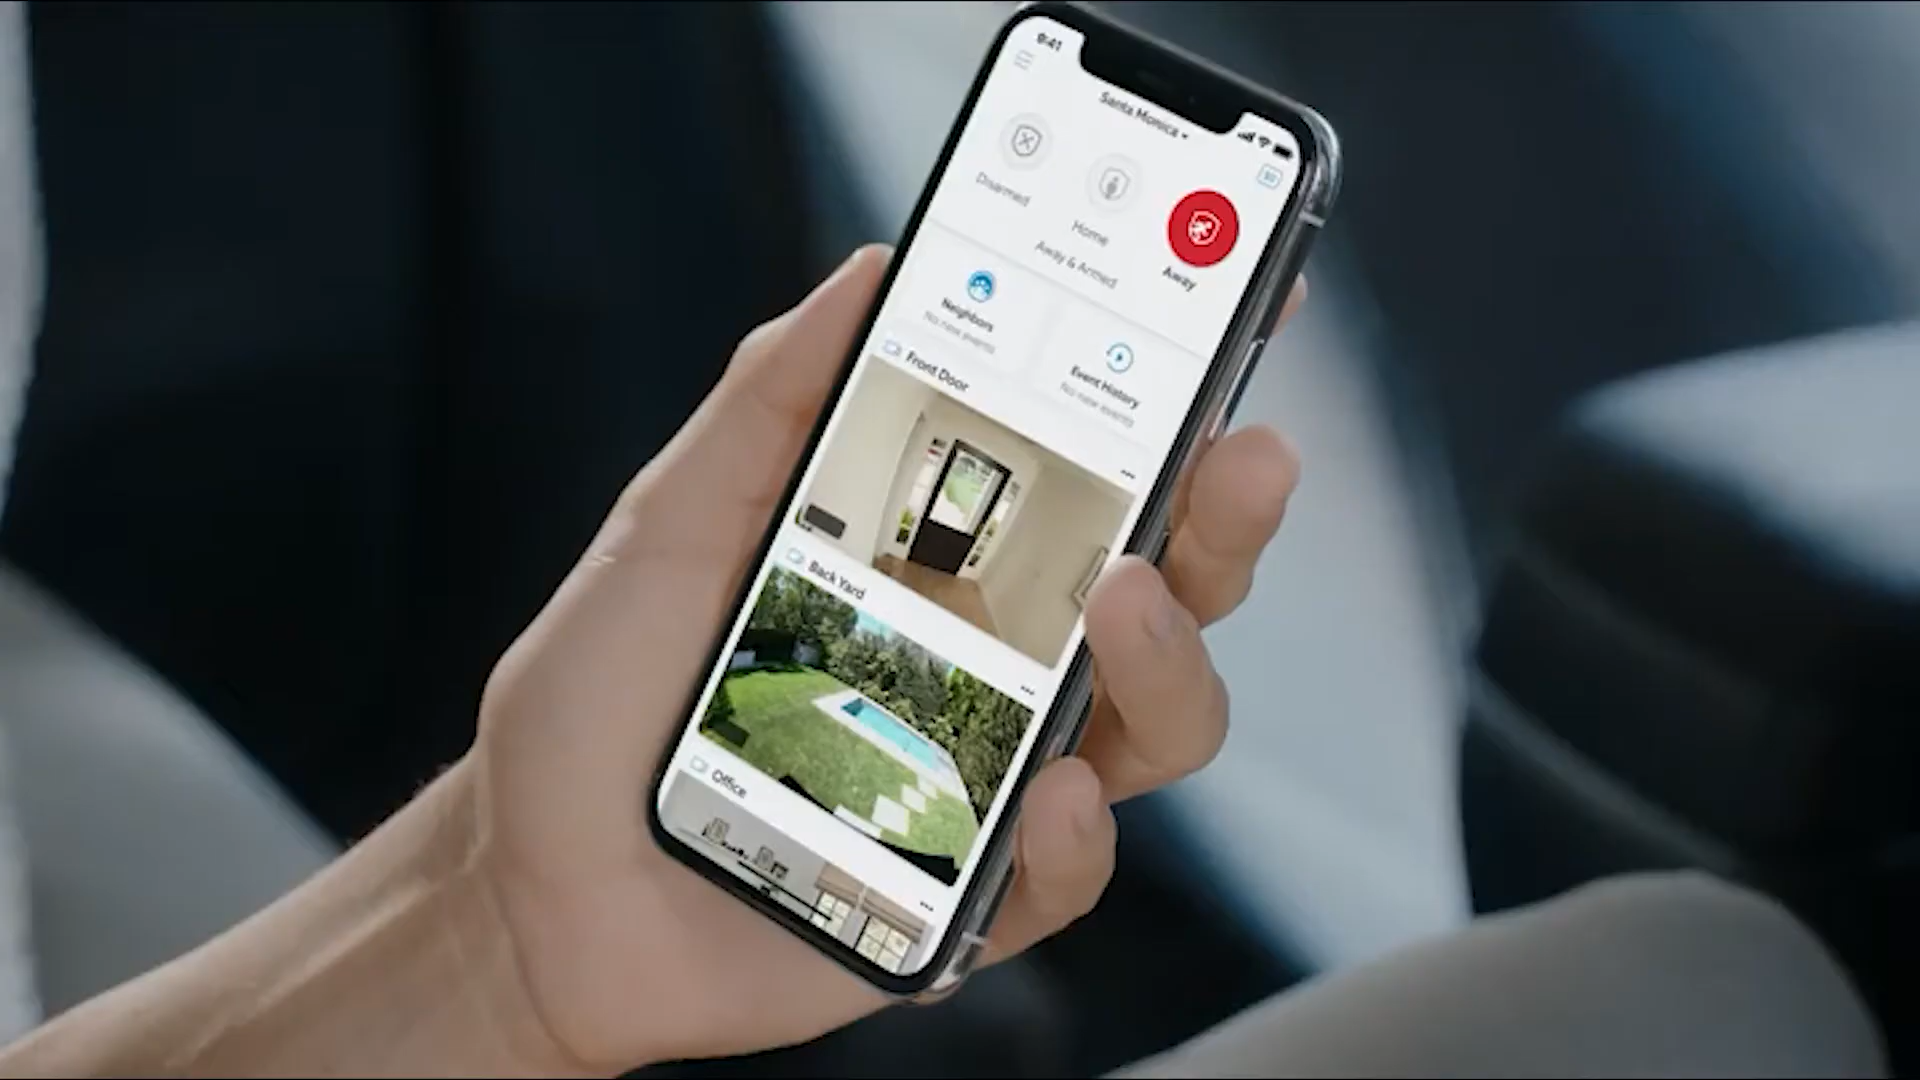 9:41
Santa Monica
Disarmed
Home
Away
Away & Armed
Neighbors
No new events
Event History
No new events
Front Door
Back Yard
Office